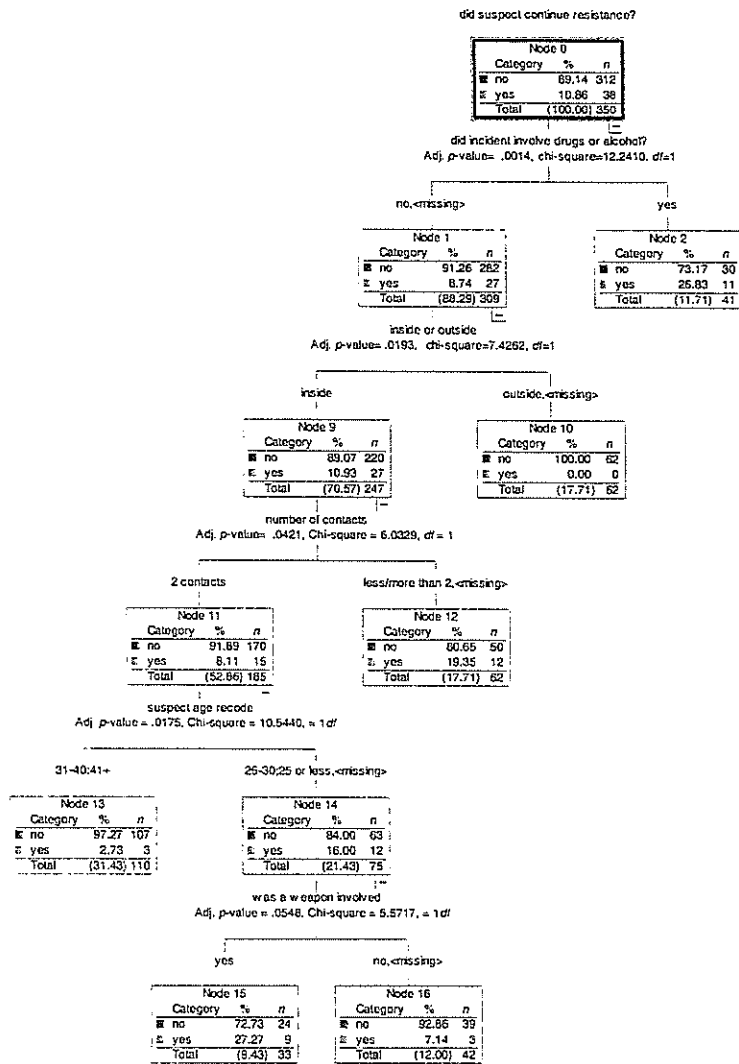 did suspect continue resistance?
Node 0
Category % n
no 89.14 312
yes 10.86 38
Total (100.00) 350
did incident involve drugs or alcohol?
Adj. p-value= .0014, chi-square=12.2410, df=1
no,<missing> yes
Node 1 Node 2
Category % n Category % n
no 91.26 282 no 73.17 30
yes 8.74 27 yes 26.83 11
Total (88.29) 309 Total (11.71) 41
inside or outside
Adj. p-value= .0193, chi-square=7.4262, df=1
inside outside,<missing>
Node 9 Node 10
Category % n Category % n
no 89.07 220 no 100.00 62
yes 10.93 27 yes 0.00 0
Total (70.57) 247 Total (17.71) 62
number of contacts
Adj. p-value= .0421, Chi-square = 6.0329, df = 1
2 contacts less/more than 2,<missing>
Node 11 Node 12
Category % n Category % n
no 91.89 170 no 80.65 50
yes 8.11 15 yes 19.35 12
Total (52.86) 185 Total (17.71) 62
suspect age recode
Adj. p-value = .0175, Chi-square = 10.5440, = 1df
31-40;41+ 25-30;25 or less,<missing>
Node 13 Node 14
Category % n Category % n
no 97.27 107 no 84.00 63
yes 2.73 3 yes 16.00 12
Total (31.43) 110 Total (21.43) 75
was a weapon involved
Adj. p-value = .0548, Chi-square = 5.5717, = 1df
yes no,<missing>
Node 15 Node 16
Category % n Category % n
no 72.73 24 no 92.86 39
yes 27.27 9 yes 7.14 3
Total (9.43) 33 Total (12.00) 42